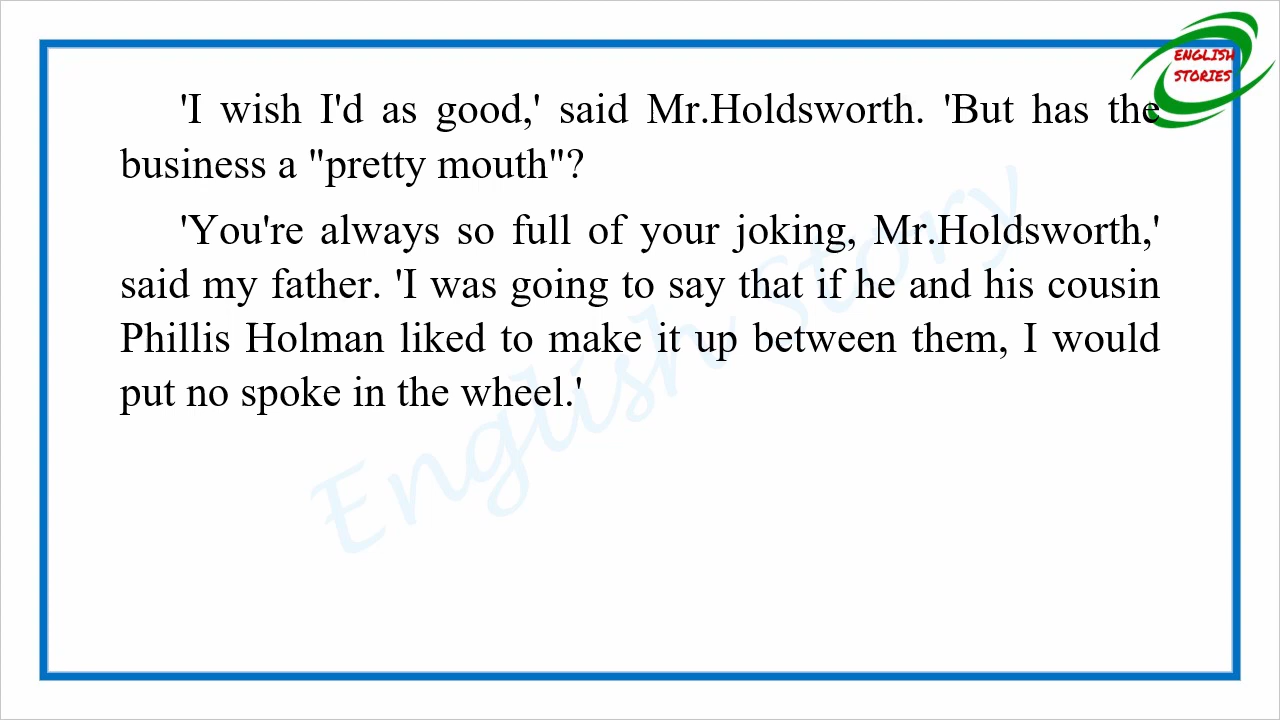 ENGLISH
STORIES
'I wish I'd as good,' said Mr.Holdsworth. 'But has the
business a "pretty mouth"?
'You're always so full of your joking, Mr.Holdsworth,'
said my father. 'I was going to say that if he and his cousin
Phillis Holman liked to make it up between them, I would
put no spoke in the wheel.'
English Story